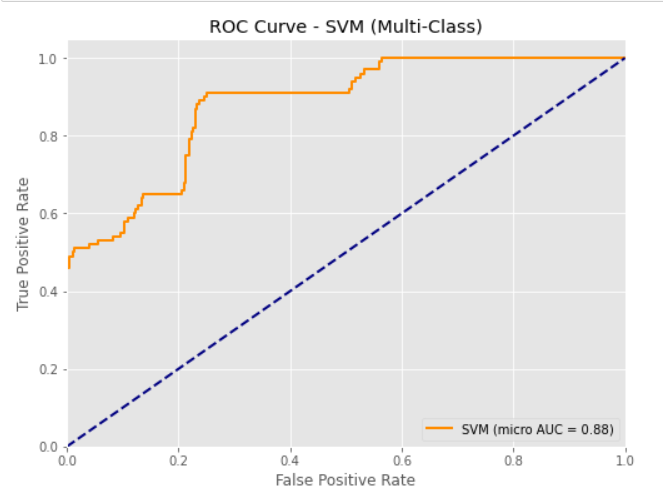 ROC Curve - SVM (Multi-Class)
1.0
0.8
0.6
0.4
0.2
0.0
True Positive Rate
SVM (micro AUC = 0.88)
0.0 0.2 0.4 0.6 0.8 1.0
False Positive Rate